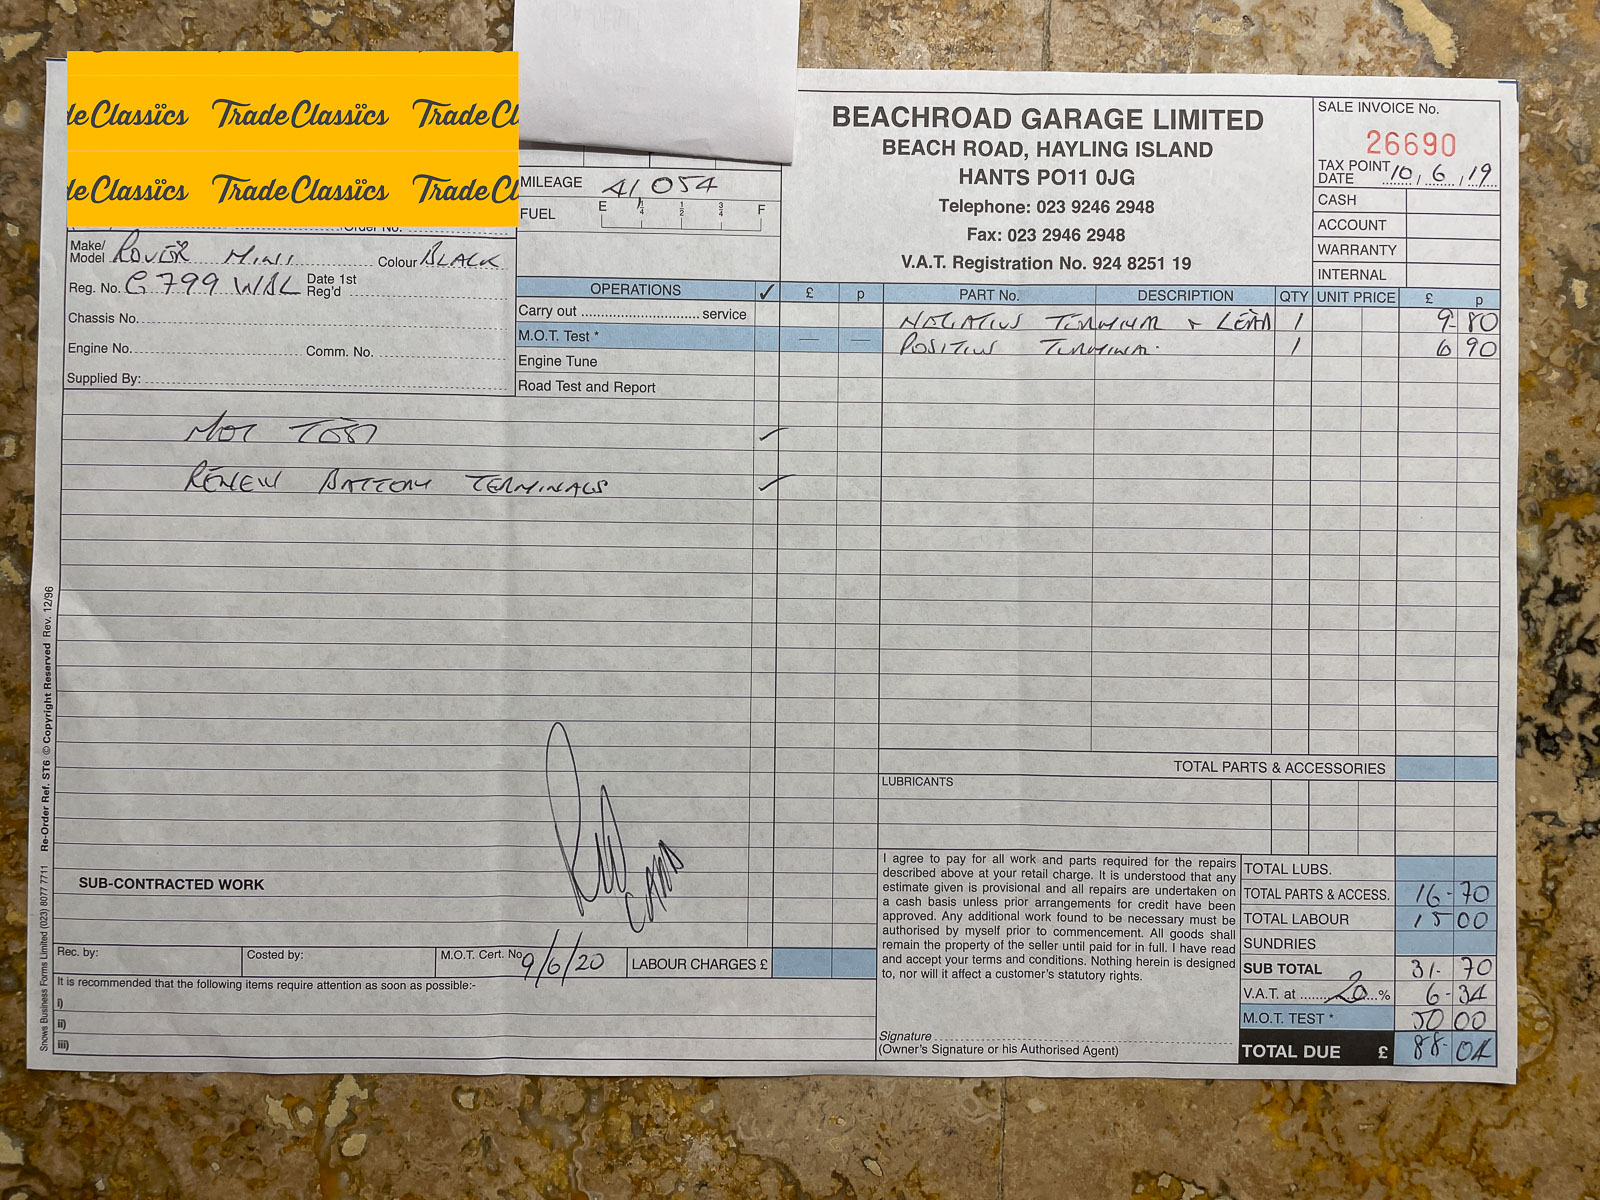 deClassics TradeClassics TradeCl
deClassics TradeClassics TradeCl
Order No.
Make/Model ROVER MINI Colour BLACK
Reg. No. G 799 WBL Date 1st Reg'd
Chassis No.
Engine No. Comm. No.
Supplied By:
MILEAGE 41,054
FUEL E 1/4 1/2 3/4 F
BEACHROAD GARAGE LIMITED
BEACH ROAD, HAYLING ISLAND
HANTS PO11 0JG
Telephone: 023 9246 2948
Fax: 023 2946 2948
V.A.T. Registration No. 924 8251 19
SALE INVOICE No.
26690
TAX POINT DATE 10,6,19
CASH
ACCOUNT
WARRANTY
INTERNAL
OPERATIONS ✓ £ p
Carry out service
M.O.T. Test * — —
Engine Tune
Road Test and Report
PART No. DESCRIPTION QTY UNIT PRICE £ p
NEGATIVE TERMINAL + LEAD 1 9-80
POSITIVE TERMINAL 1 6 90
MOT TEST ✓
RENEW BATTERY TERMINALS ✓
TOTAL PARTS & ACCESSORIES
LUBRICANTS
SUB-CONTRACTED WORK
Rec. by: Costed by: M.O.T. Cert. No. 9/6/20 LABOUR CHARGES £
It is recommended that the following items require attention as soon as possible:-
i)
ii)
iii)
I agree to pay for all work and parts required for the repairs
described above at your retail charge. It is understood that any
estimate given is provisional and all repairs are undertaken on
a cash basis unless prior arrangements for credit have been
approved. Any additional work found to be necessary must be
authorised by myself prior to commencement. All goods shall
remain the property of the seller until paid for in full. I have read
and accept your terms and conditions. Nothing herein is designed
to, nor will it affect a customer's statutory rights.
Signature
(Owner's Signature or his Authorised Agent)
TOTAL LUBS.
TOTAL PARTS & ACCESS. 16-70
TOTAL LABOUR 15 00
SUNDRIES
SUB TOTAL 31-70
V.A.T. at 20 % 6-34
M.O.T. TEST * 50 00
TOTAL DUE £ 88-04
Snows Business Forms Limited (023) 8077 7711 Re-Order Ref. ST6 © Copyright Reserved Rev. 12/96